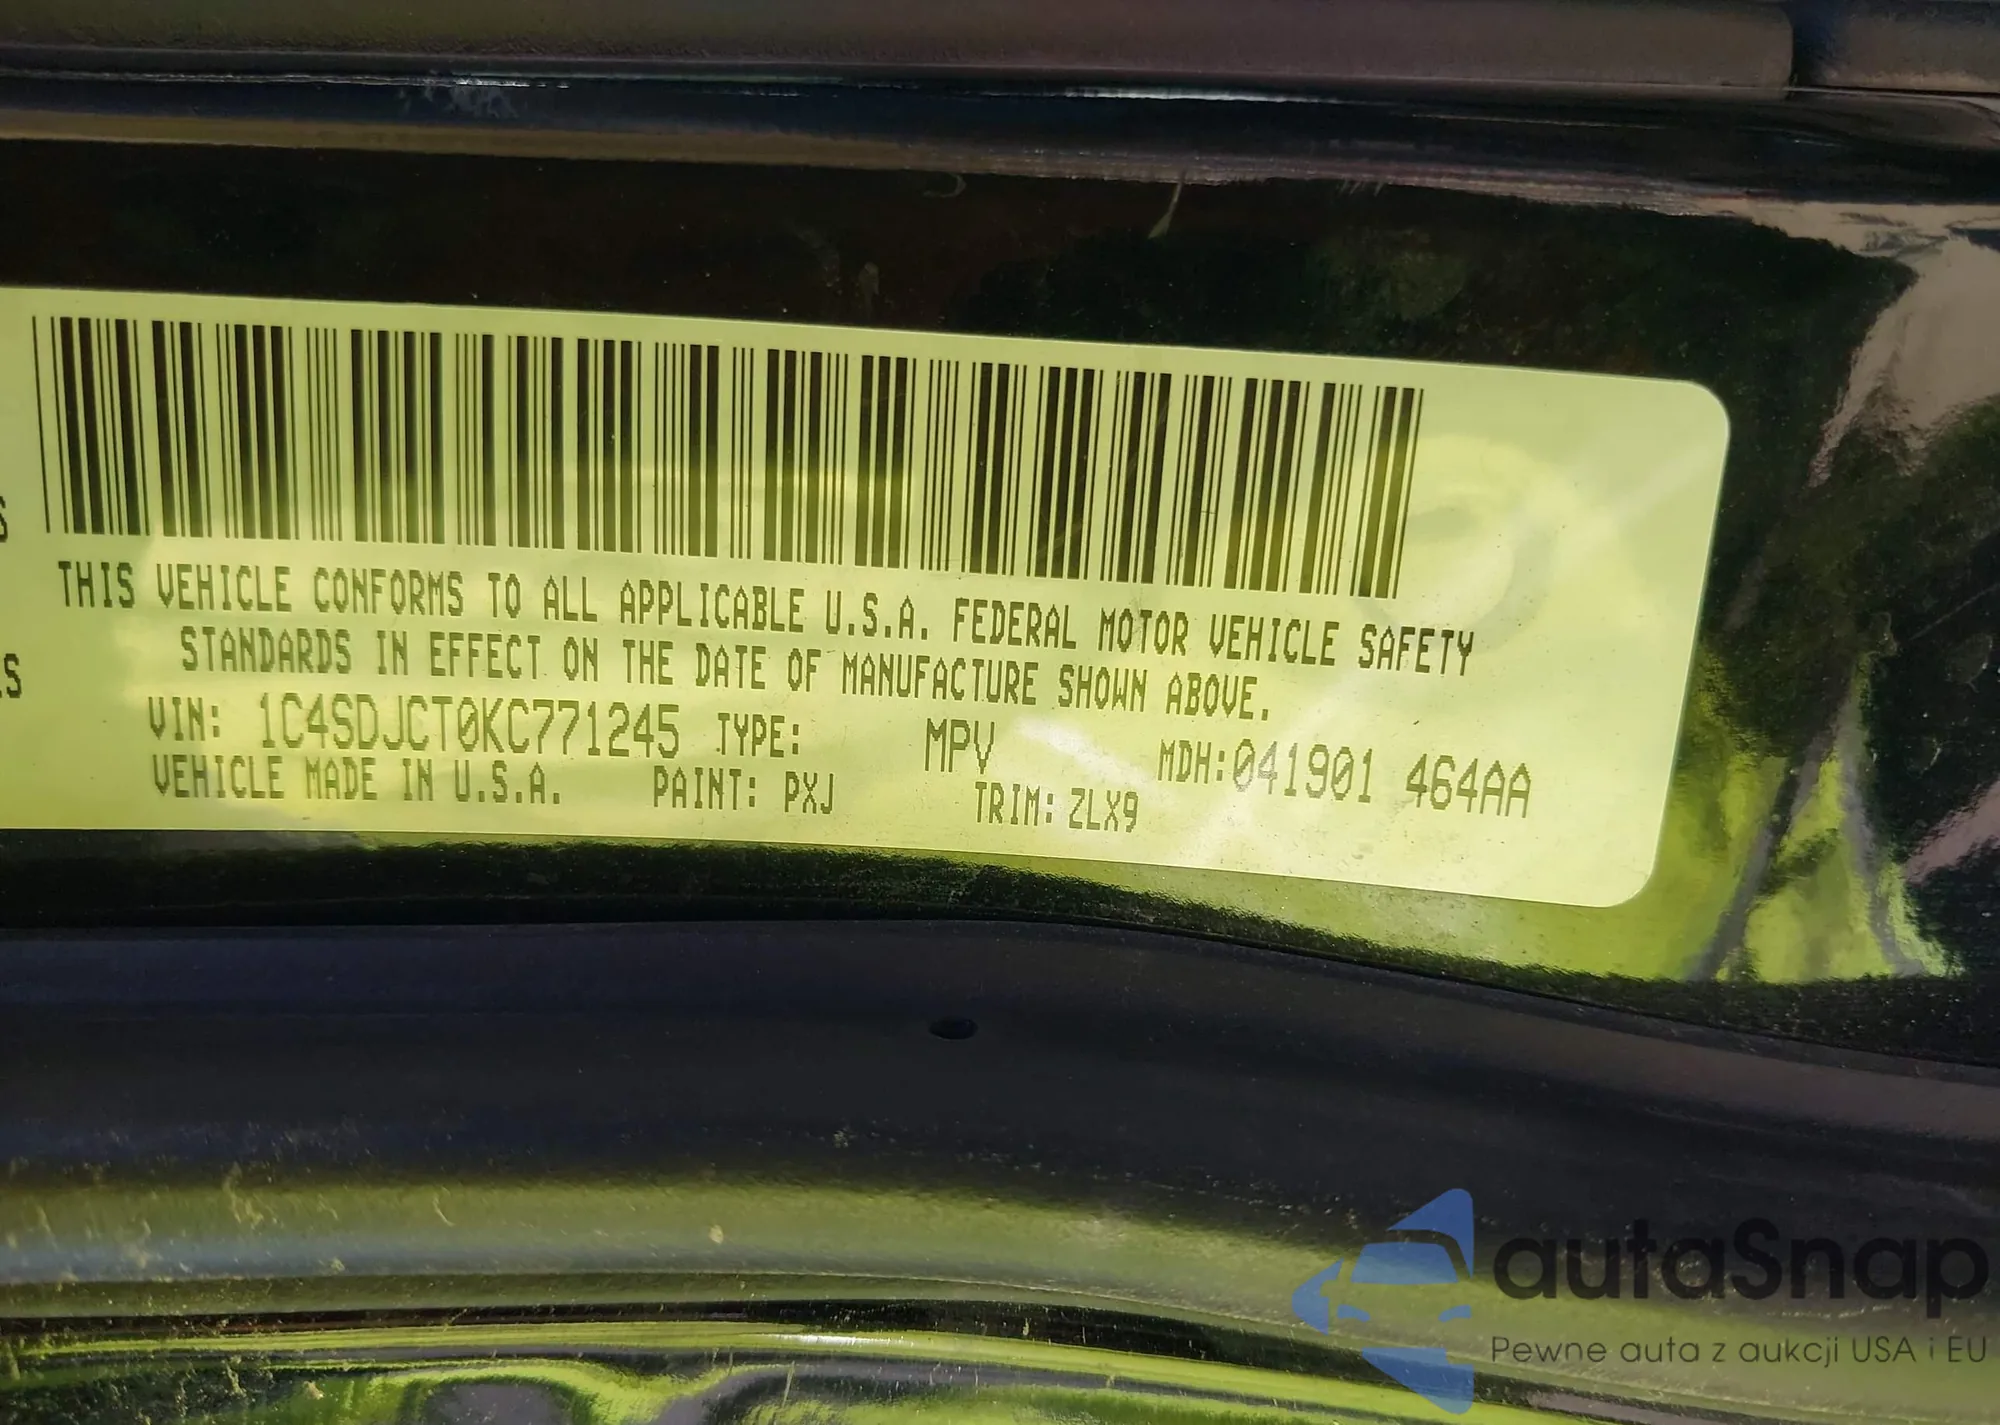 THIS VEHICLE CONFORMS TO ALL APPLICABLE U.S.A. FEDERAL MOTOR VEHICLE SAFETY
STANDARDS IN EFFECT ON THE DATE OF MANUFACTURE SHOWN ABOVE.
VIN: 1C4SDJCT0KC771245 TYPE: MPV MDH:041901 464AA
VEHICLE MADE IN U.S.A. PAINT: PXJ TRIM: ZLX9
autaSnap
Pewne auta z aukcji USA i EU